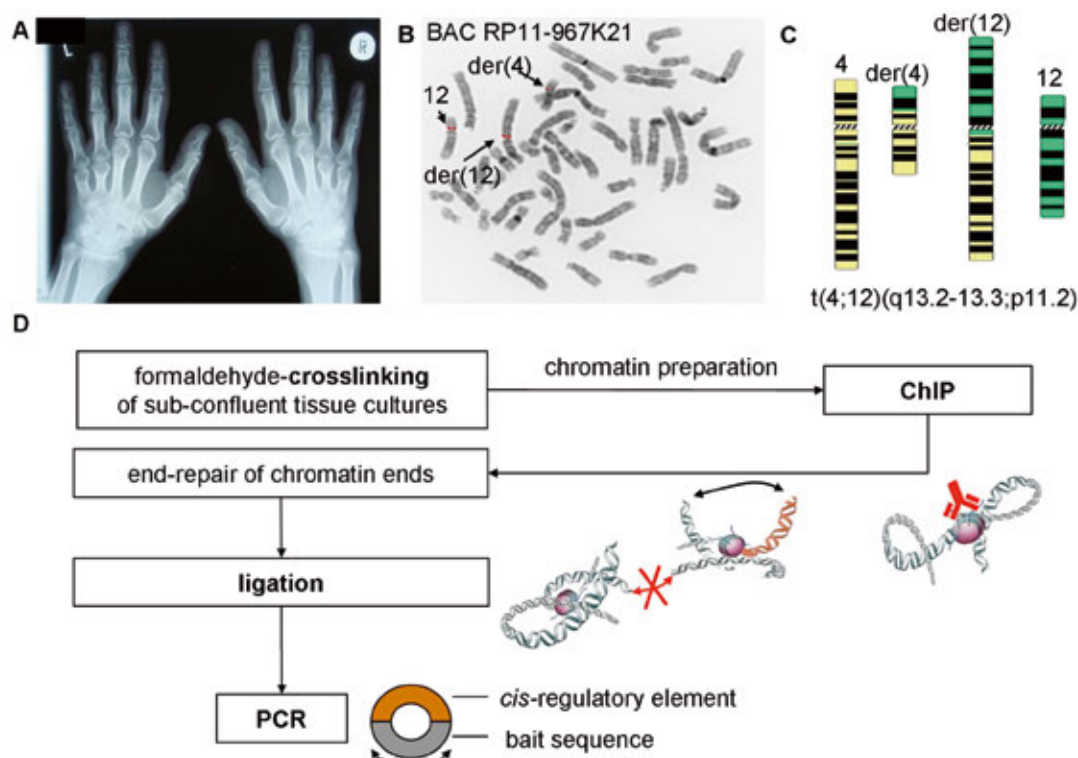 A
L
R
B
BAC RP11-967K21
der(4)
12
der(12)
C
4
der(4)
der(12)
12
t(4;12)(q13.2-13.3;p11.2)
D
formaldehyde-crosslinking
of sub-confluent tissue cultures
chromatin preparation
ChIP
end-repair of chromatin ends
ligation
PCR
cis-regulatory element
bait sequence